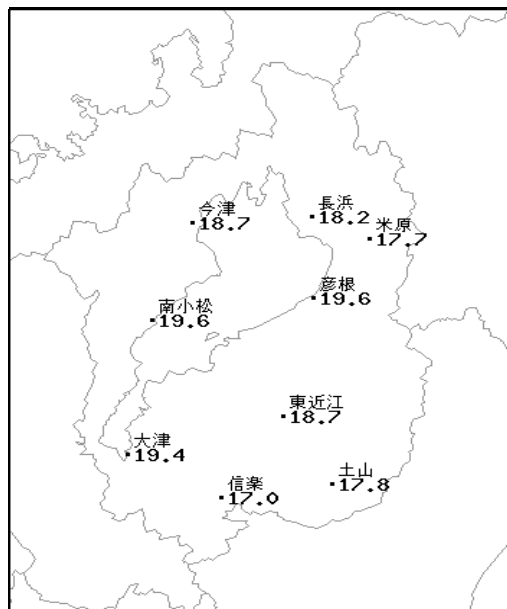 今津
18.7
長浜
18.2
米原
17.7
彦根
19.6
南小松
19.6
東近江
18.7
大津
19.4
土山
17.8
信楽
17.0